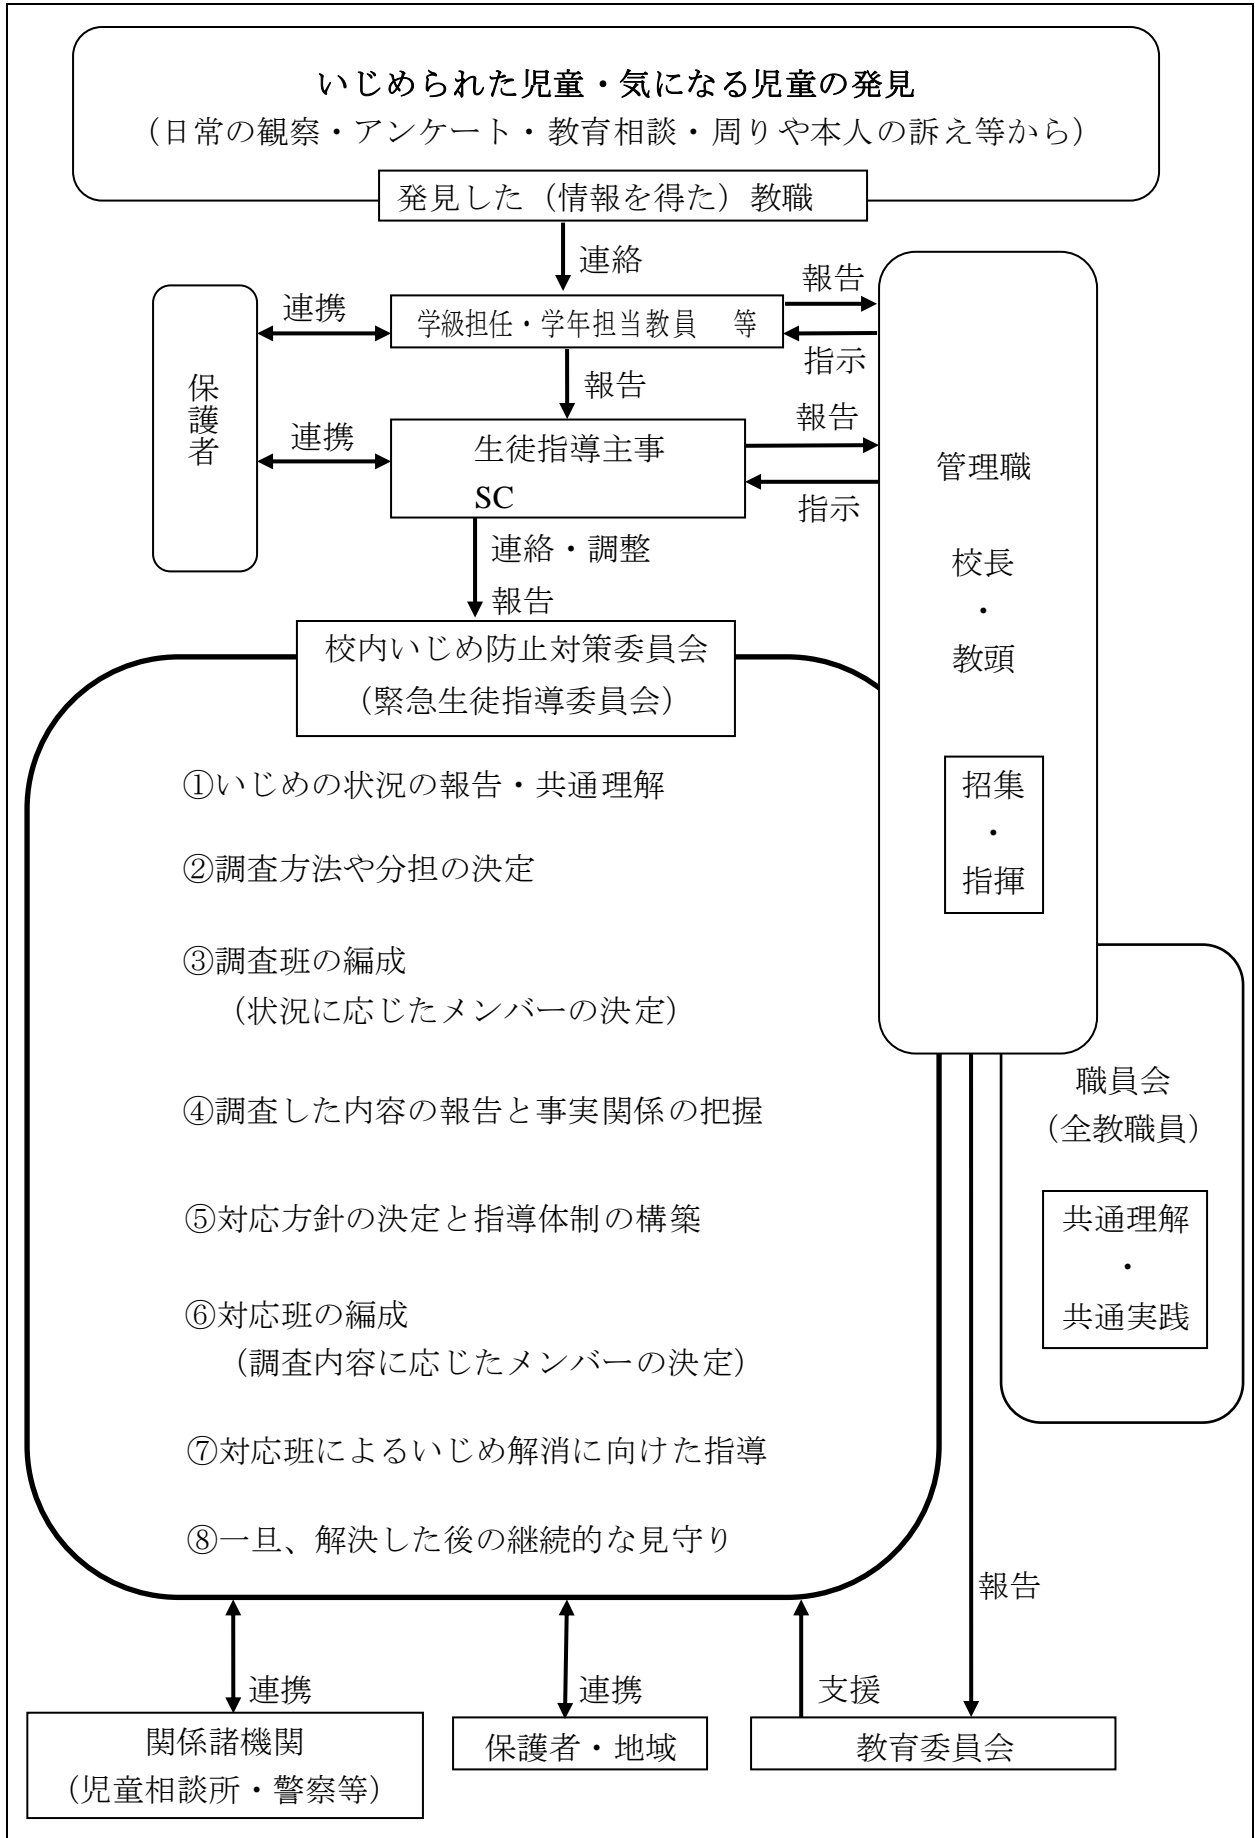 いじめられた児童・気になる児童の発見
（日常の観察・アンケート・教育相談・周りや本人の訴え等から）
発見した（情報を得た）教職
連絡
報告
連携
学級担任・学年担当教員　等
指示
保護者
報告
報告
連携
生徒指導主事
SC
指示
管理職
校長
・
教頭
招集
・
指揮
連絡・調整
報告
校内いじめ防止対策委員会
（緊急生徒指導委員会）
①いじめの状況の報告・共通理解
②調査方法や分担の決定
③調査班の編成
（状況に応じたメンバーの決定）
④調査した内容の報告と事実関係の把握
⑤対応方針の決定と指導体制の構築
⑥対応班の編成
（調査内容に応じたメンバーの決定）
⑦対応班によるいじめ解消に向けた指導
⑧一旦、解決した後の継続的な見守り
職員会
（全教職員）
共通理解
・
共通実践
報告
連携
連携
支援
関係諸機関
（児童相談所・警察等）
保護者・地域
教育委員会